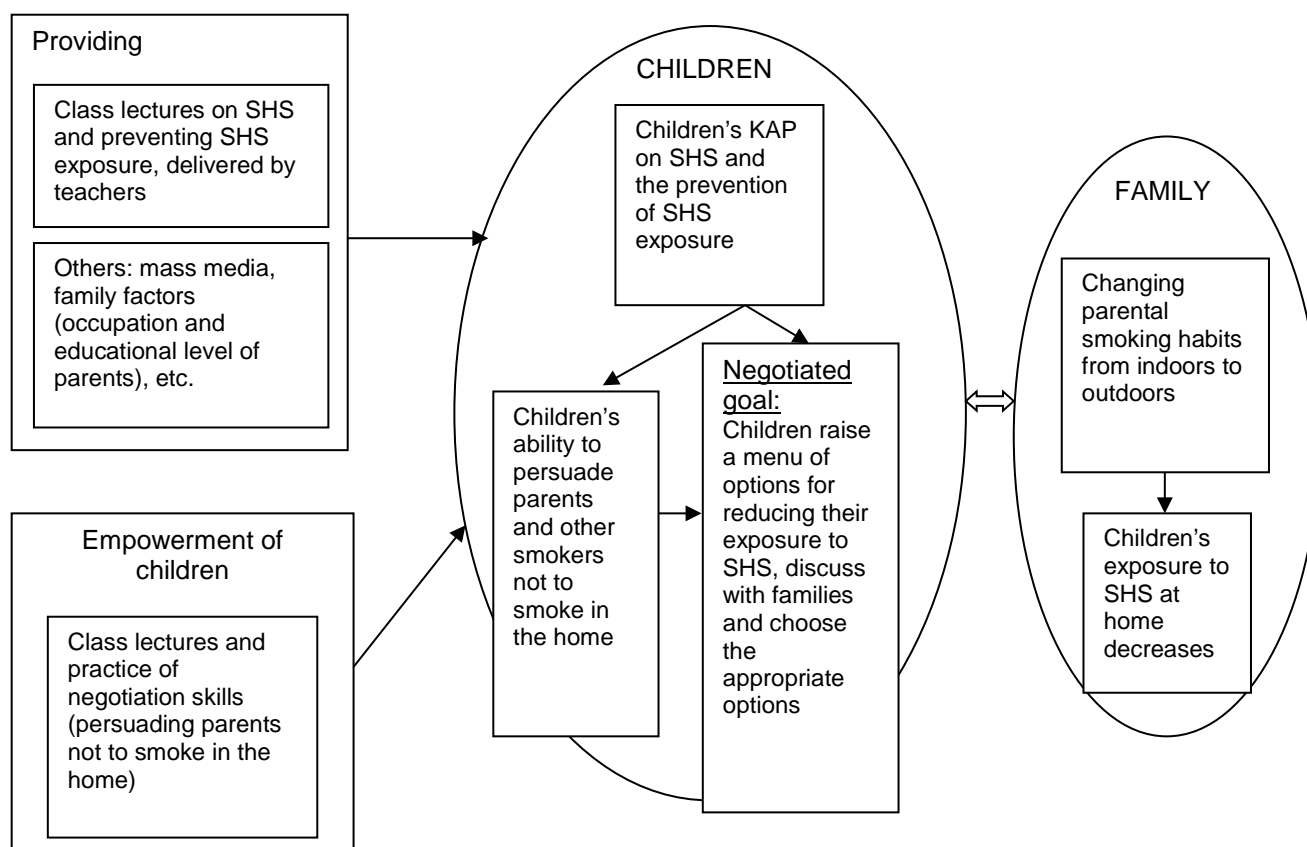 Providing
Class lectures on SHS
and preventing SHS
exposure, delivered by
teachers
Others: mass media,
family factors
(occupation and
educational level of
parents), etc.
Empowerment of
children
Class lectures and
practice of
negotiation skills
(persuading parents
not to smoke in the
home)
CHILDREN
Children’s KAP
on SHS and
the prevention
of SHS
exposure
Children’s
ability to
persuade
parents
and other
smokers
not to
smoke in
the home
Negotiated
goal:
Children raise
a menu of
options for
reducing their
exposure to
SHS, discuss
with families
and choose
the
appropriate
options
FAMILY
Changing
parental
smoking habits
from indoors to
outdoors
Children’s
exposure to
SHS at
home
decreases